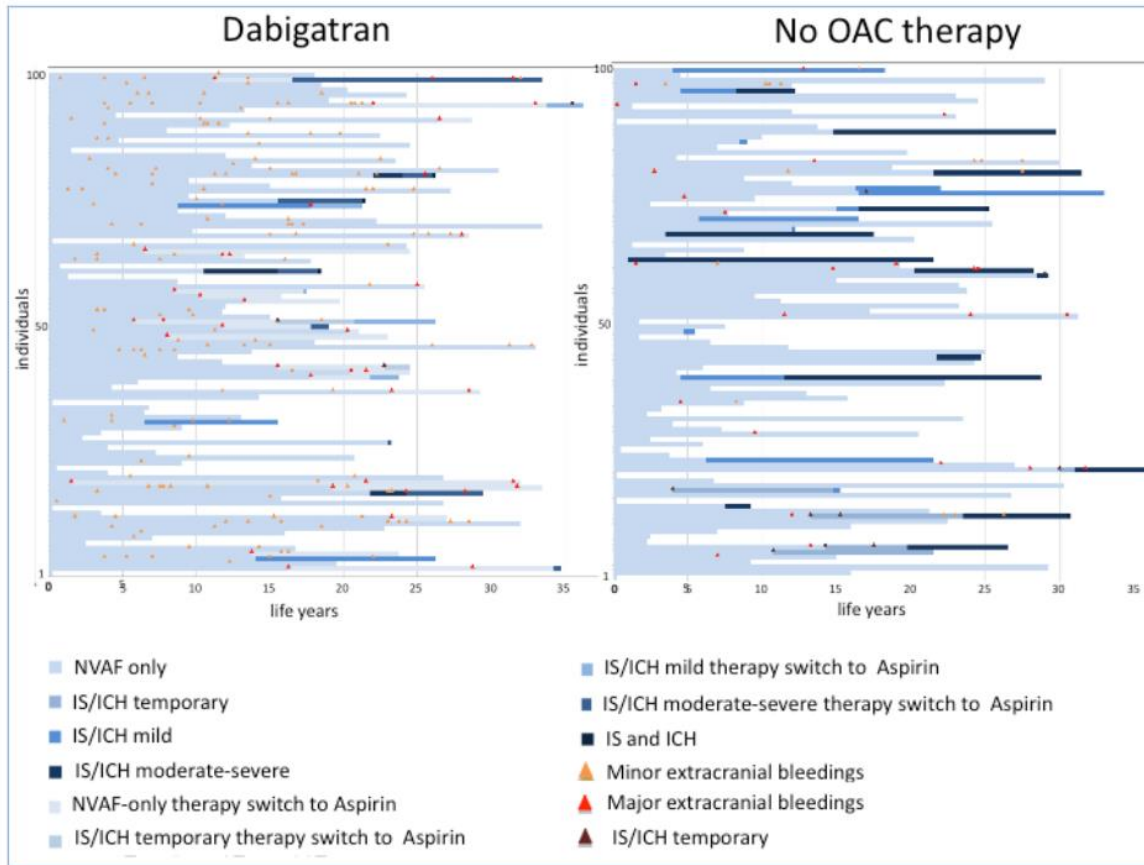 Dabigatran
No OAC therapy
100
50
1
individuals
0
5
10
15
20
25
30
35
life years
100
50
1
individuals
0
5
10
15
20
25
30
35
life years
NVAF only
IS/ICH temporary
IS/ICH mild
IS/ICH moderate-severe
NVAF-only therapy switch to Aspirin
IS/ICH temporary therapy switch to Aspirin
IS/ICH mild therapy switch to Aspirin
IS/ICH moderate-severe therapy switch to Aspirin
IS and ICH
Minor extracranial bleedings
Major extracranial bleedings
IS/ICH temporary